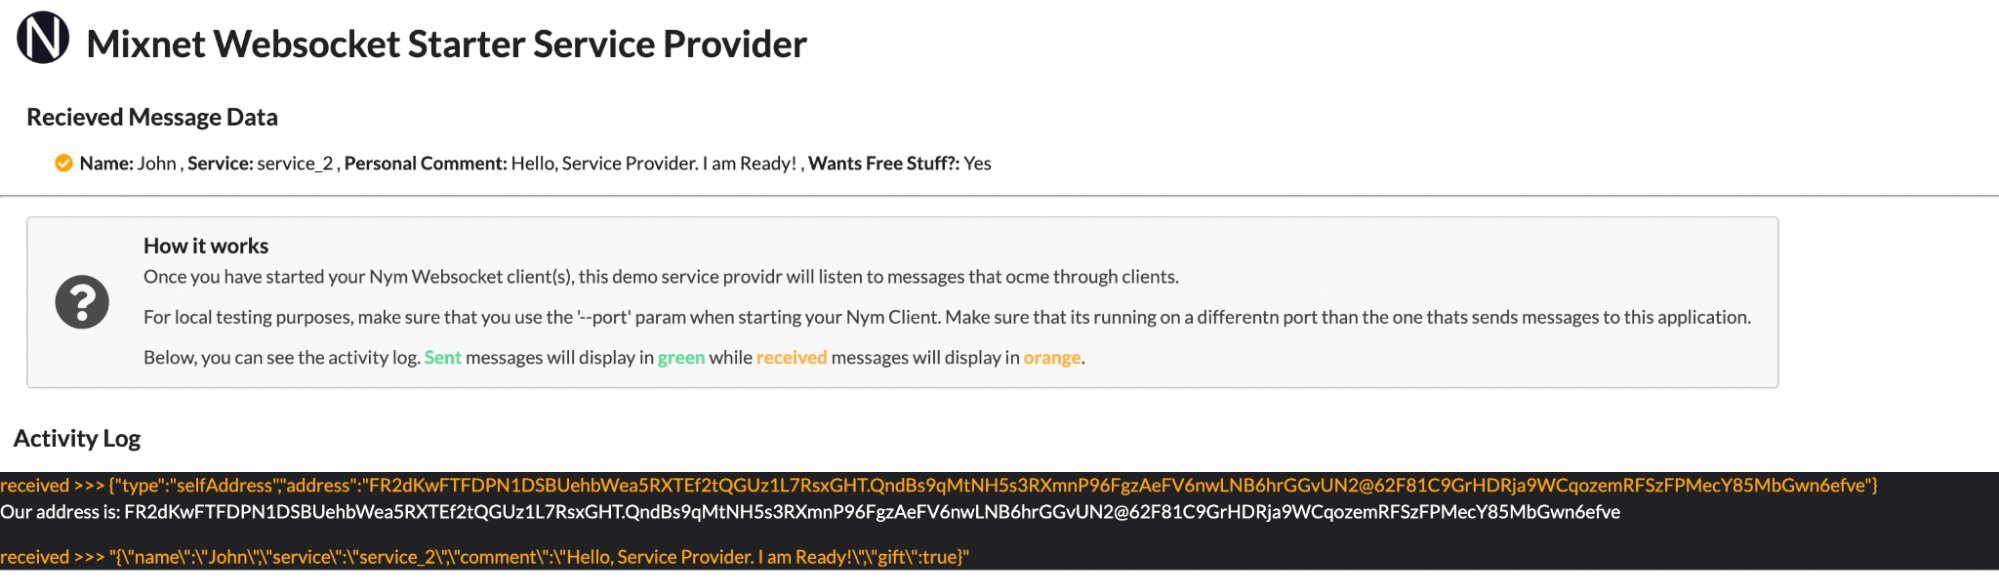 N Mixnet Websocket Starter Service Provider
Recieved Message Data
Name: John , Service: service_2 , Personal Comment: Hello, Service Provider. I am Ready! , Wants Free Stuff?: Yes
How it works
Once you have started your Nym Websocket client(s), this demo service providr will listen to messages that ocme through clients.
For local testing purposes, make sure that you use the '--port' param when starting your Nym Client. Make sure that its running on a differentn port than the one thats sends messages to this application.
Below, you can see the activity log. Sent messages will display in green while received messages will display in orange.
Activity Log
received >>> {"type":"selfAddress","address":"FR2dKwFTFDPN1DSBUehbWea5RXTEf2tQGUz1L7RsxGHT.QndBs9qMtNH5s3RXmnP96FgzAeFV6nwLNB6hrGGvUN2@62F81C9GrHDRja9WCqozemRFSzFPMecY85MbGwn6efve"}
Our address is: FR2dKwFTFDPN1DSBUehbWea5RXTEf2tQGUz1L7RsxGHT.QndBs9qMtNH5s3RXmnP96FgzAeFV6nwLNB6hrGGvUN2@62F81C9GrHDRja9WCqozemRFSzFPMecY85MbGwn6efve
received >>> "{\"name\":\"John\",\"service\":\"service_2\",\"comment\":\"Hello, Service Provider. I am Ready!\",\"gift\":true}"